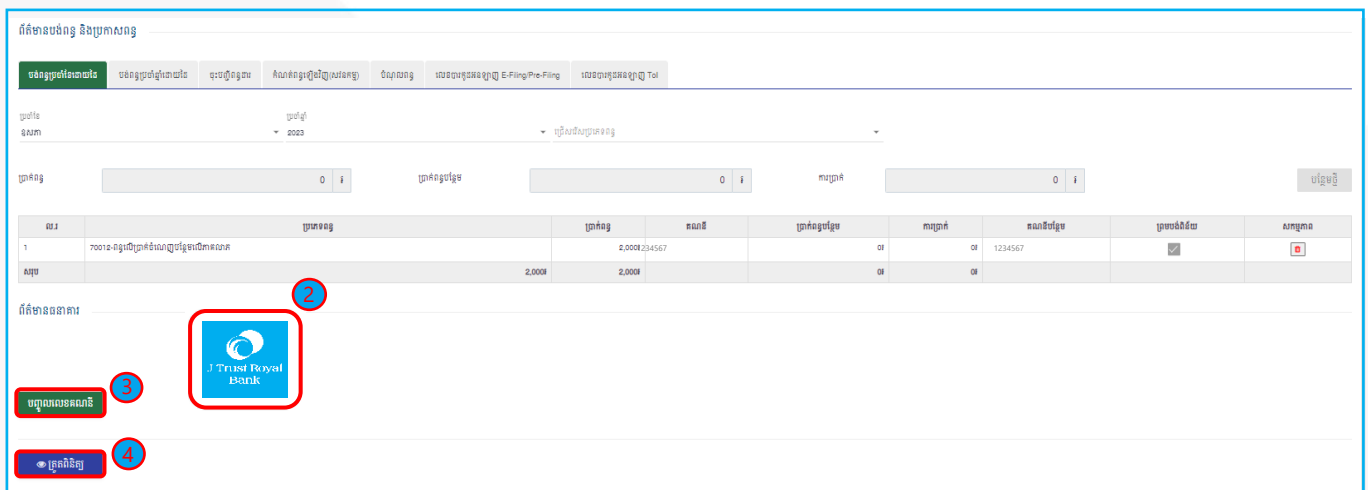 ព័ត៌មានបង់ពន្ធ និងប្រកាសពន្ធ
បង់ពន្ធប្រចាំខែដោយដៃ បង់ពន្ធប្រចាំឆ្នាំដោយដៃ ចុះបញ្ជីពន្ធដារ កំណត់ពន្ធឡើងវិញ(សវនកម្ម) បំណុលពន្ធ លេខបារកូដអនឡាញ E-Filing/Pre-Filing លេខបារកូដអនឡាញ ToI
ប្រចាំខែ ប្រចាំឆ្នាំ
ឧសភា 2023 ជ្រើសរើសប្រភេទពន្ធ
ប្រាក់ពន្ធ 0 ៛ ប្រាក់ពន្ធបន្ថែម 0 ៛ ការប្រាក់ 0 ៛ បន្ថែមថ្មី
ល.រ ប្រភេទពន្ធ ប្រាក់ពន្ធ គណនី ប្រាក់ពន្ធបន្ថែម ការប្រាក់ គណនីបន្ថែម ព្រមបង់ពិន័យ សកម្មភាព
1 70012-ពន្ធលើប្រាក់ចំណេញបន្ថែមលើភាគលាភ 2,000៛ 1234567 0៛ 0៛ 1234567
សរុប 2,000៛ 2,000៛ 0៛ 0៛
2
ព័ត៌មានធនាគារ
J Trust Royal
Bank
3
បញ្ចូលលេខគណនី
4
ត្រួតពិនិត្យ